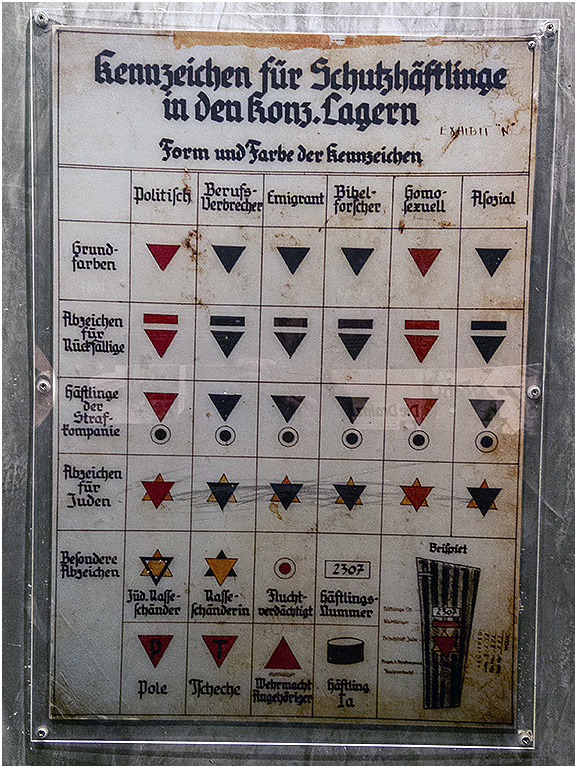 Kennzeichen für Schutzhäftlinge
in den Konz.Lagern
EXHIBIT "N"
Form und Farbe der Kennzeichen
Politisch
Berufs-
Verbrecher
Emigrant
Bibel-
forscher
Homo-
sexuell
Asozial
Grund-
farben
Abzeichen
für
Rückfällige
Häftlinge
der
Straf-
kompanie
Abzeichen
für
Juden
Besondere
Abzeichen
Jüd. Rasse-
schänder
Rasse-
schänderin
Flucht-
verdächtigt
2307
Häftlings-
Nummer
Beispiel
2307
P
Pole
T
Tscheche
ehemaliger
Wehrmacht
Angehöriger
Häftling
Ia